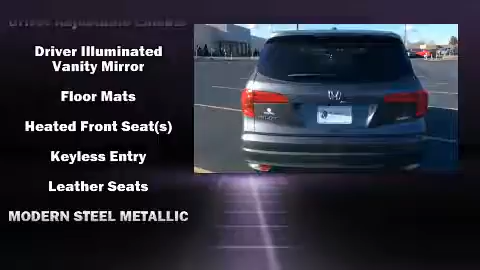 Driver Illuminated
Vanity Mirror
Floor Mats
Heated Front Seat(s)
Keyless Entry
Leather Seats
MODERN STEEL METALLIC